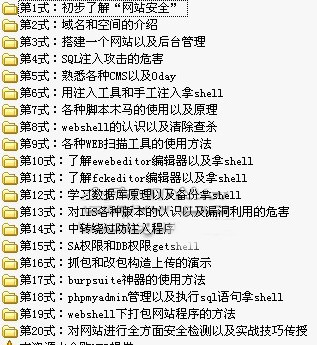 第1式：初步了解“网站安全”
第2式：域名和空间的介绍
第3式：搭建一个网站以及后台管理
第4式：SQL注入攻击的危害
第5式：熟悉各种CMS以及0day
第6式：用注入工具和手工注入拿shell
第7式：各种脚本木马的使用以及原理
第8式：webshell的认识以及清除查杀
第9式：各种WEB扫描工具的使用方法
第10式：了解ewebeditor编辑器以及拿shell
第11式：了解fckeditor编辑器以及拿shell
第12式：学习数据库原理以及备份拿shell
第13式：对IIS各种版本的认识以及漏洞利用的危害
第14式：中转绕过防注入程序
第15式：SA权限和DB权限getshell
第16式：抓包和改包构造上传的演示
第17式：burpsuite神器的使用方法
第18式：phpmyadmin管理以及执行sql语句拿shell
第19式：webshell下打包网站程序的方法
第20式：对网站进行全方面安全检测以及实战技巧传授